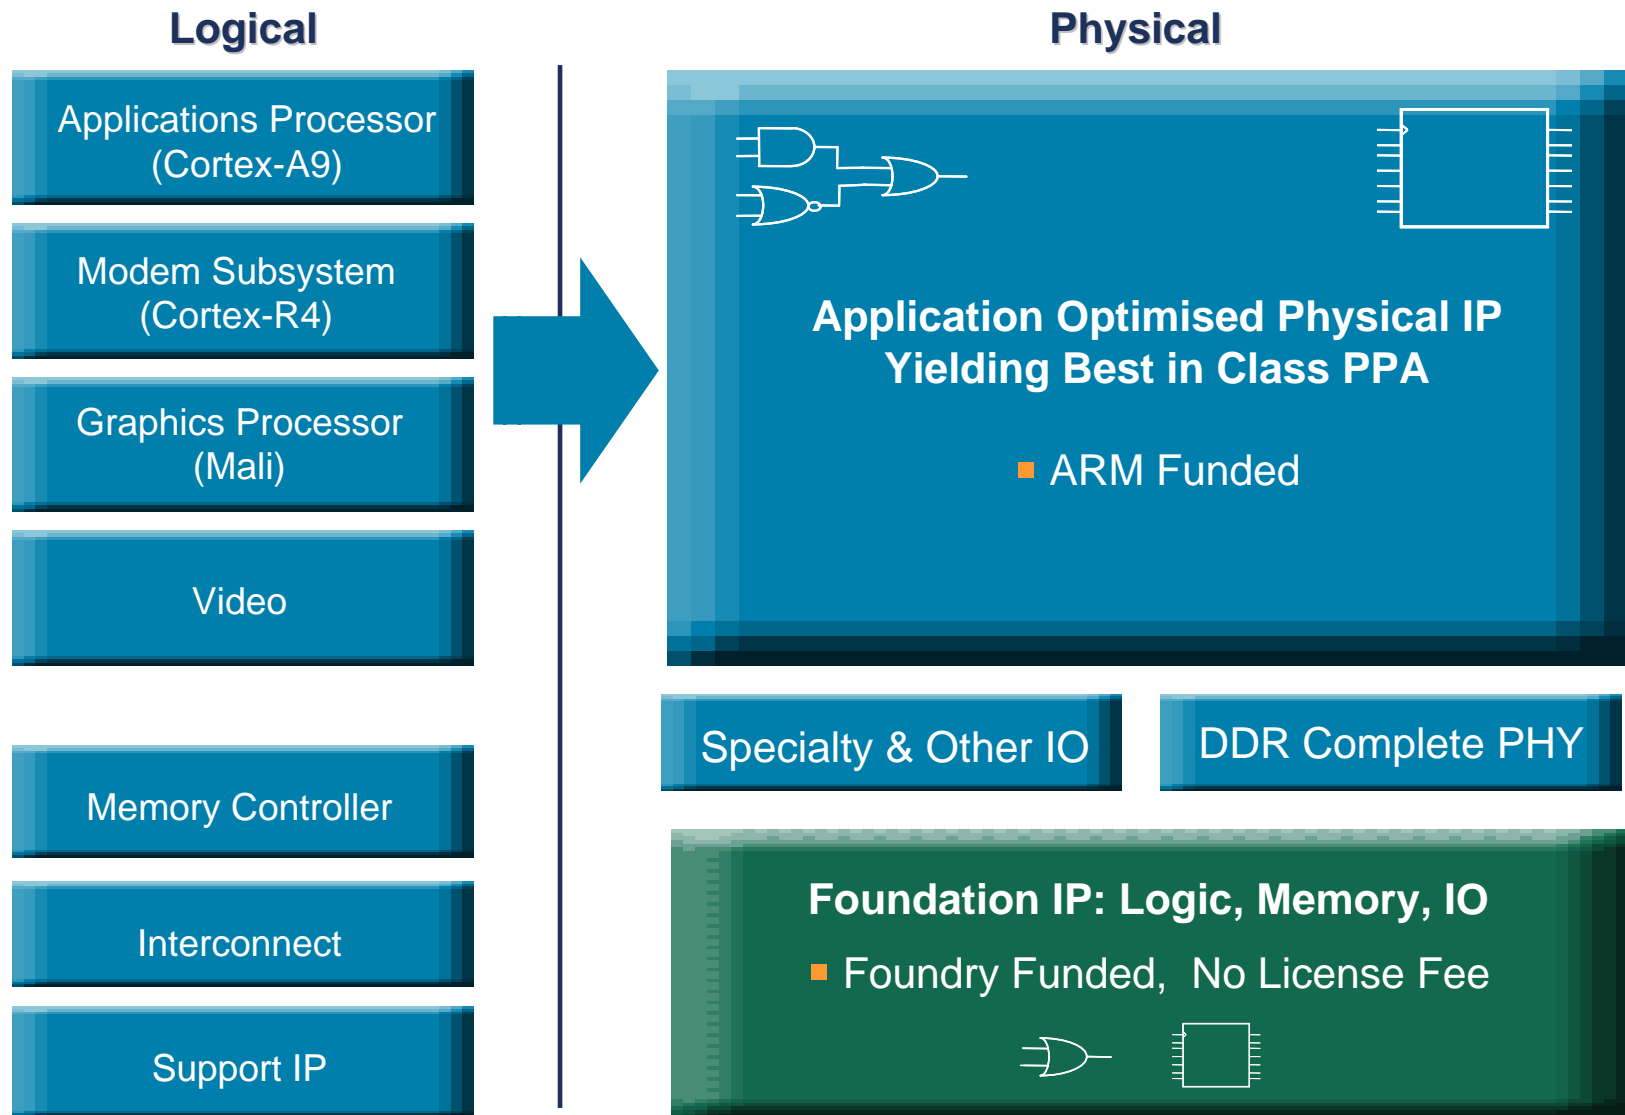 Logical
Applications Processor
(Cortex-A9)
Modem Subsystem
(Cortex-R4)
Graphics Processor
(Mali)
Video
Memory Controller
Interconnect
Support IP
Physical
Application Optimised Physical IP
Yielding Best in Class PPA
ARM Funded
Specialty & Other IO
DDR Complete PHY
Foundation IP: Logic, Memory, IO
Foundry Funded, No License Fee